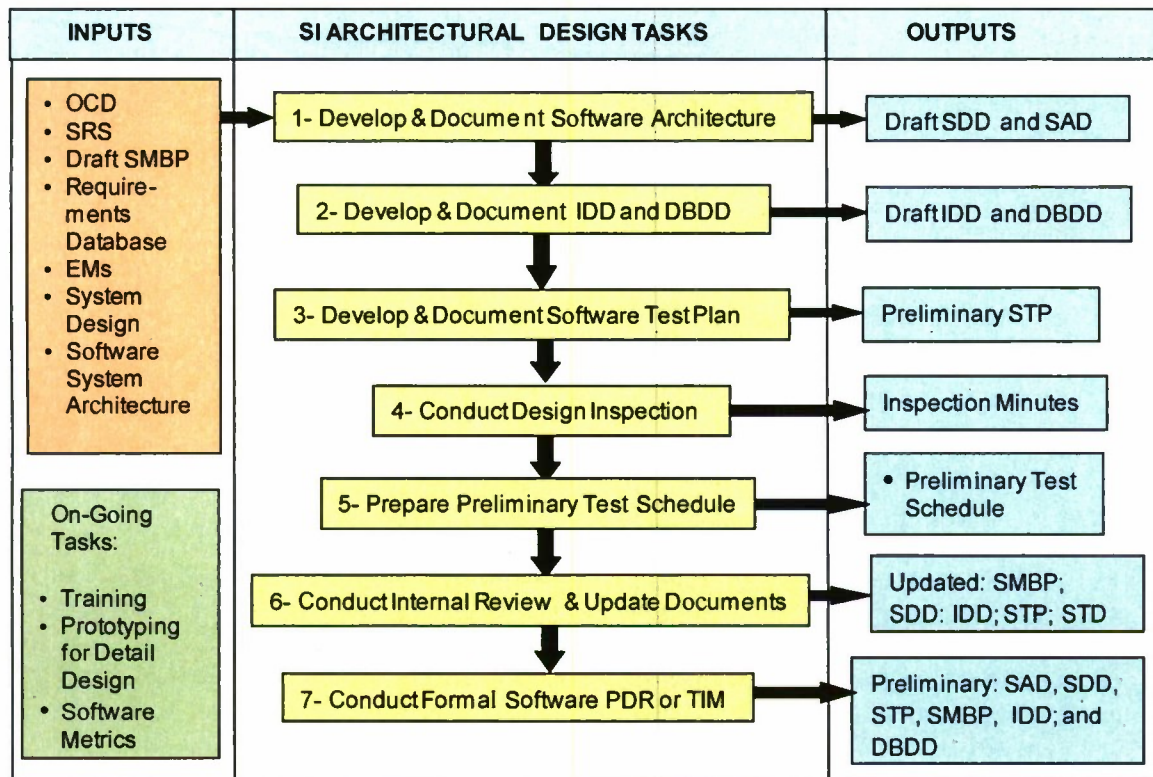 INPUTS
SI ARCHITECTURAL DESIGN TASKS
OUTPUTS
• OCD
• SRS
• Draft SMBP
• Require-
ments
Database
• EMs
• System
Design
• Software
System
Architecture
On-Going
Tasks:
• Training
• Prototyping
for Detail
Design
• Software
Metrics
1- Develop & Document Software Architecture
2- Develop & Document IDD and DBDD
3- Develop & Document Software Test Plan
4- Conduct Design Inspection
5- Prepare Preliminary Test Schedule
6- Conduct Internal Review & Update Documents
7- Conduct Formal Software PDR or TIM
Draft SDD and SAD
Draft IDD and DBDD
Preliminary STP
Inspection Minutes
• Preliminary Test
Schedule
Updated: SMBP;
SDD: IDD; STP; STD
Preliminary: SAD, SDD,
STP, SMBP, IDD; and
DBDD